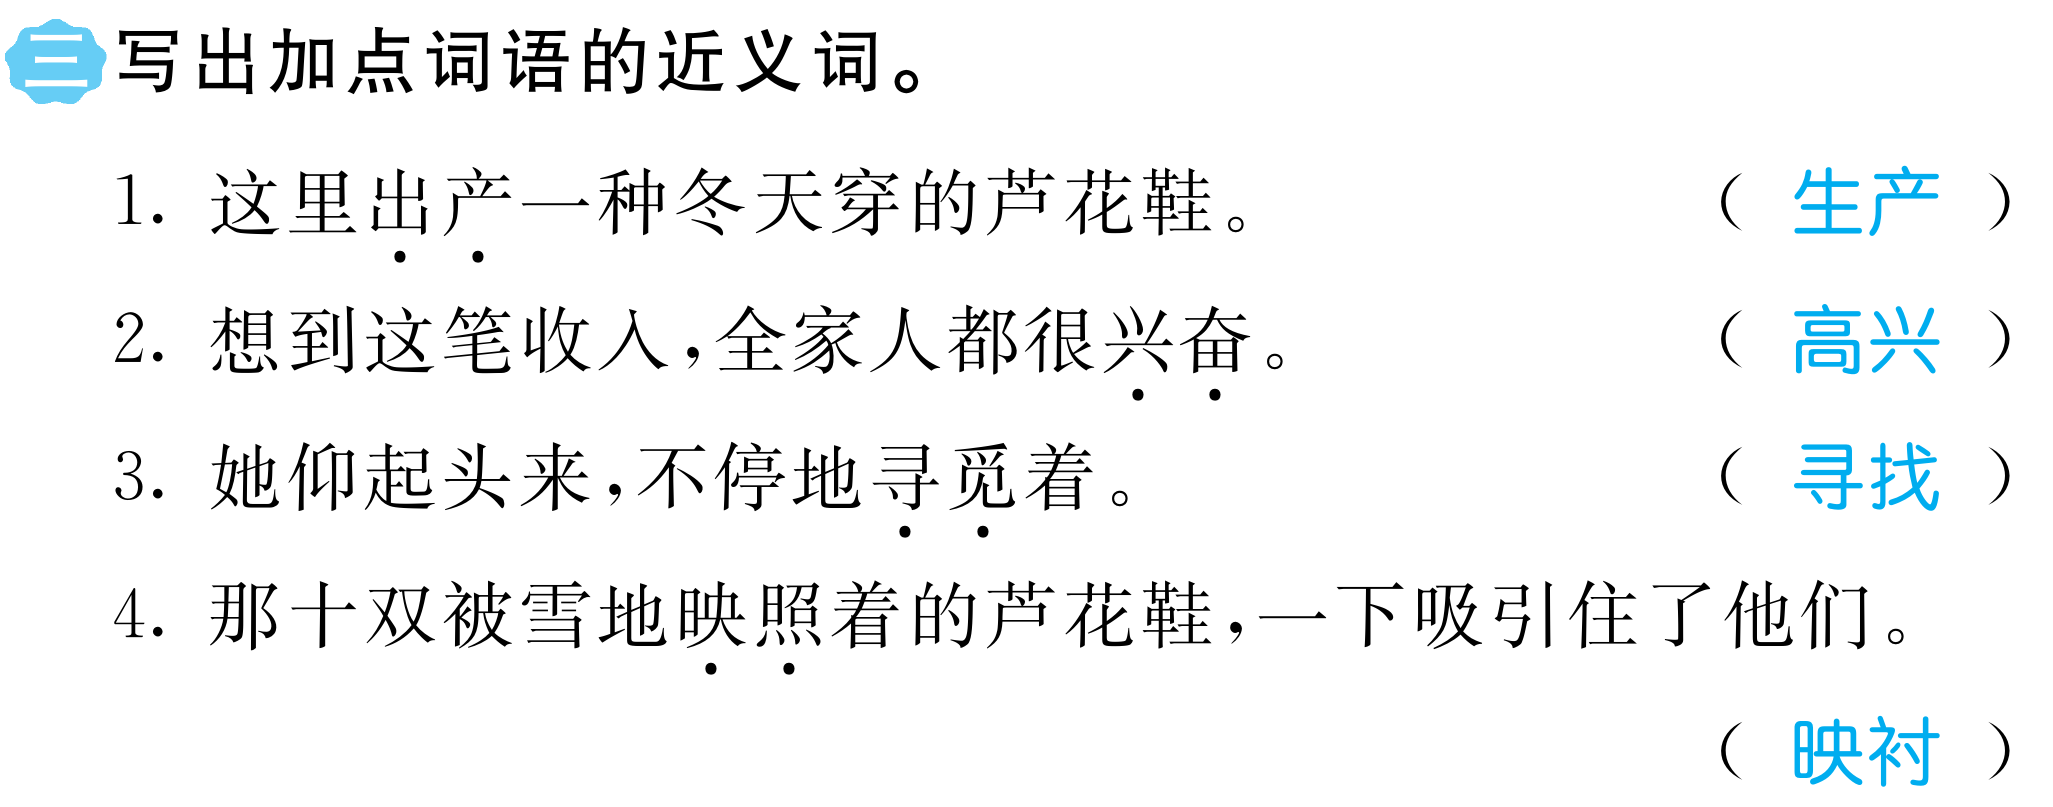 三 写出加点词语的近义词。
1. 这里出产一种冬天穿的芦花鞋。 （ 生产 ）
2. 想到这笔收入，全家人都很兴奋。 （ 高兴 ）
3. 她仰起头来，不停地寻觅着。 （ 寻找 ）
4. 那十双被雪地映照着的芦花鞋，一下吸引住了他们。
（ 映衬 ）